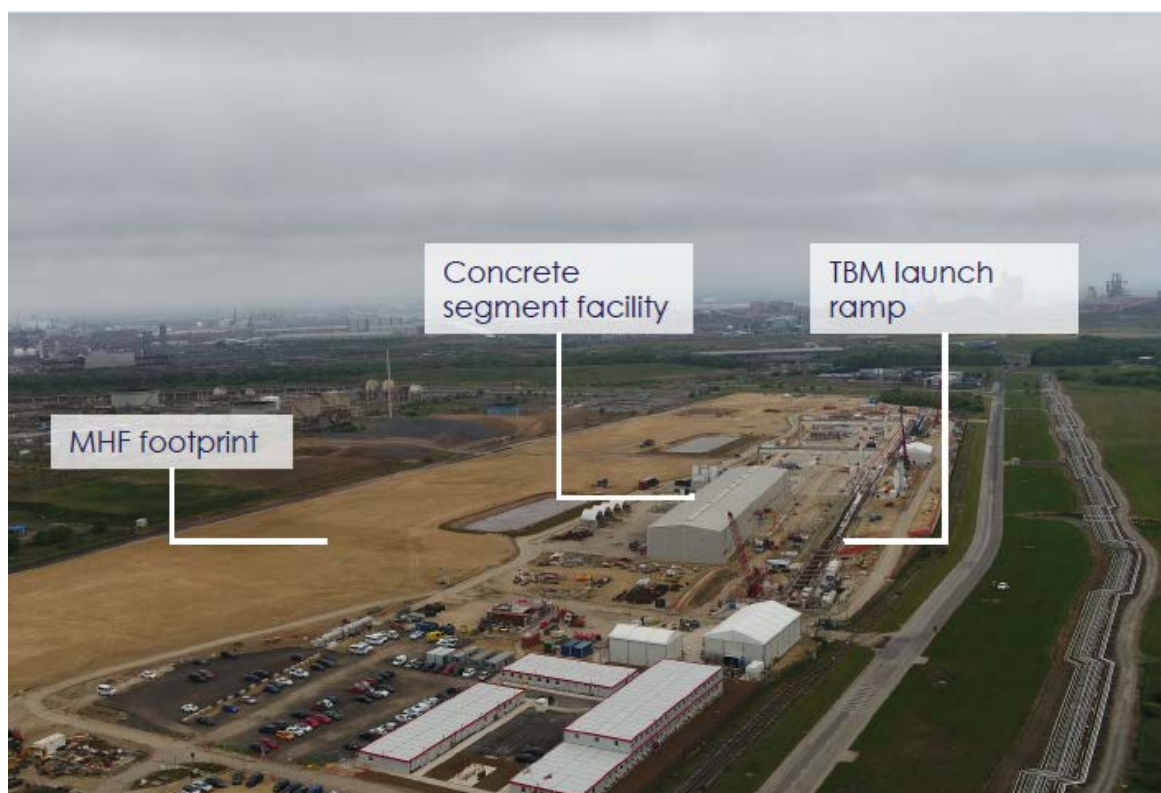 Concrete
segment facility
TBM launch
ramp
MHF footprint